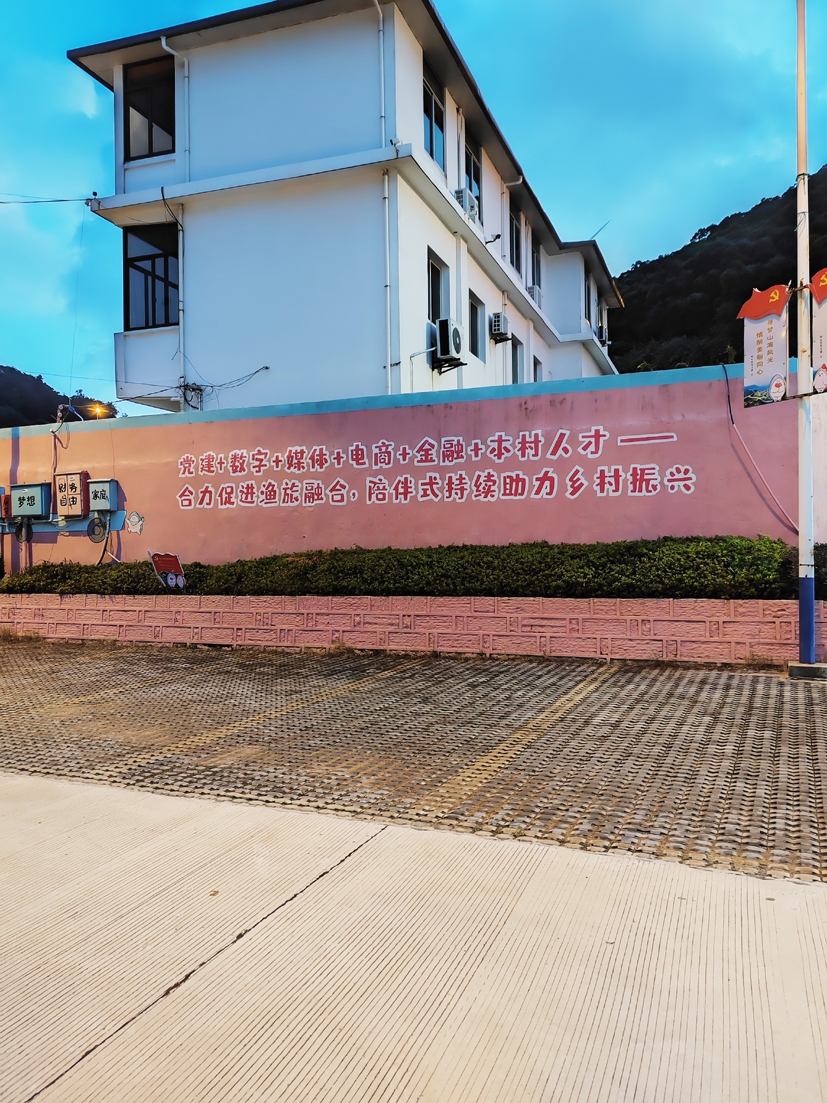 党建+数字+媒体+电商+金融+本村人才——
合力促进渔旅融合，陪伴式持续助力乡村振兴
梦想
财务
自由
家庭